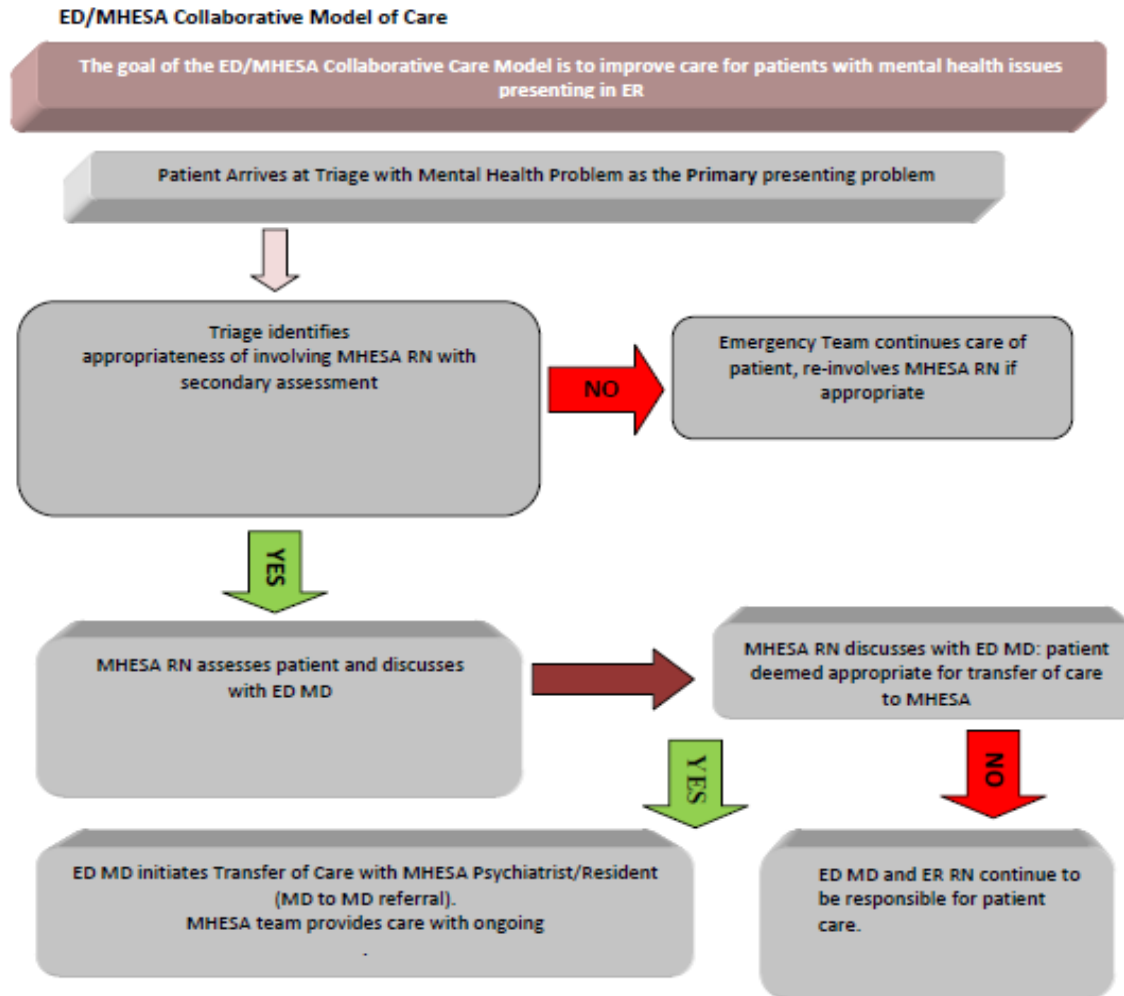 ED/MHESA Collaborative Model of Care
The goal of the ED/MHESA Collaborative Care Model is to improve care for patients with mental health issues
presenting in ER
Patient Arrives at Triage with Mental Health Problem as the Primary presenting problem
Triage identifies
appropriateness of involving MHESA RN with
secondary assessment
NO
Emergency Team continues care of
patient, re-involves MHESA RN if
appropriate
YES
MHESA RN assesses patient and discusses
with ED MD
MHESA RN discusses with ED MD: patient
deemed appropriate for transfer of care
to MHESA
YES
NO
ED MD initiates Transfer of Care with MHESA Psychiatrist/Resident
(MD to MD referral).
MHESA team provides care with ongoing
.
ED MD and ER RN continue to
be responsible for patient
care.